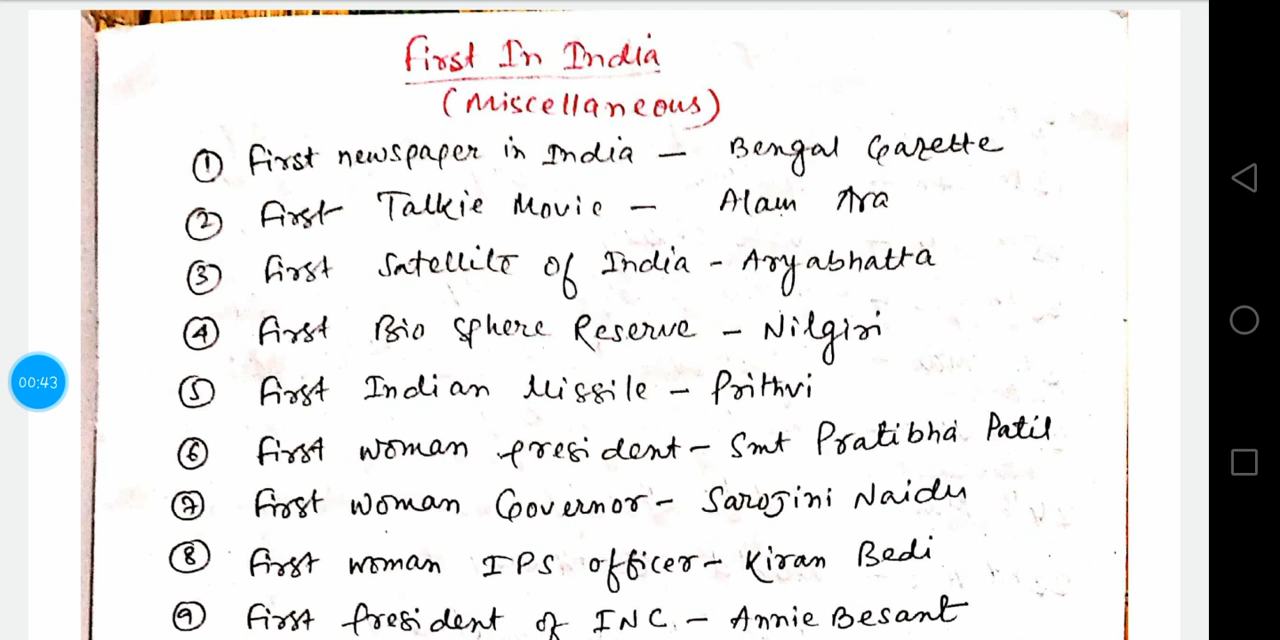 First In India
(Miscellaneous)
① First newspaper in India – Bengal Gazette
② First Talkie Movie – Alam Ara
③ First Satellite of India - Aryabhatta
④ First Bio sphere Reserve – Nilgiri
⑤ First Indian Missile – Prithvi
⑥ First woman president – Smt Pratibha Patil
⑦ First woman Governor – Sarojini Naidu
⑧ First woman IPS officer – Kiran Bedi
⑨ First president of INC – Annie Besant
00:43